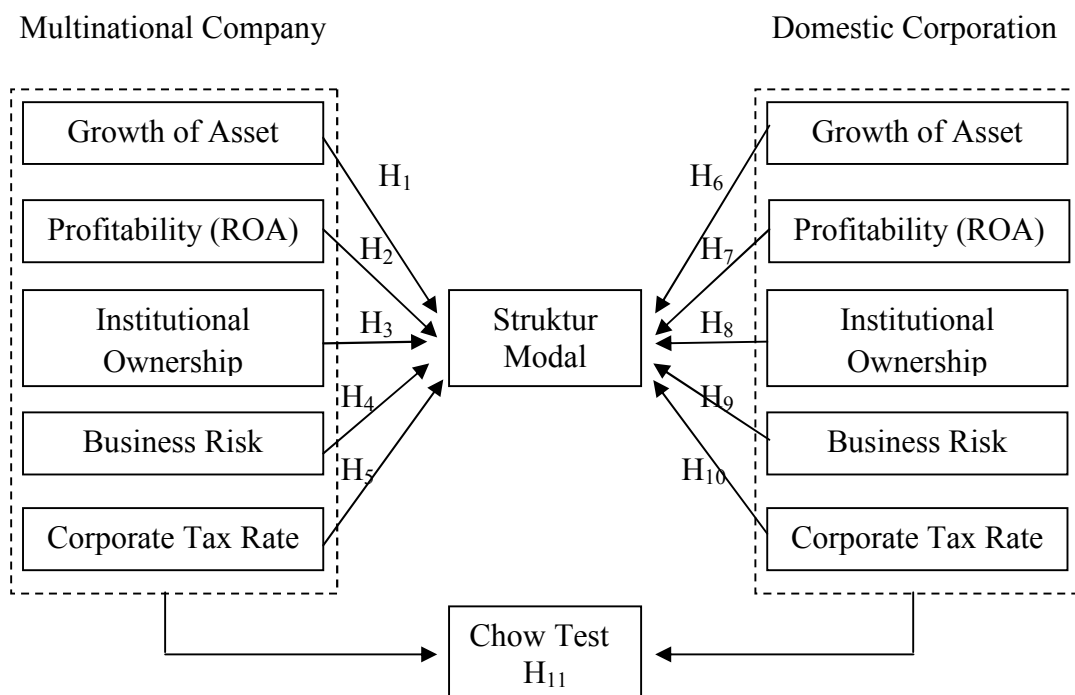 Multinational Company
Domestic Corporation
Growth of Asset
Profitability (ROA)
Institutional
Ownership
Business Risk
Corporate Tax Rate
H₁
H₂
H₃
H₄
H₅
Struktur
Modal
H₆
H₇
H₈
H₉
H₁₀
Growth of Asset
Profitability (ROA)
Institutional
Ownership
Business Risk
Corporate Tax Rate
Chow Test
H₁₁